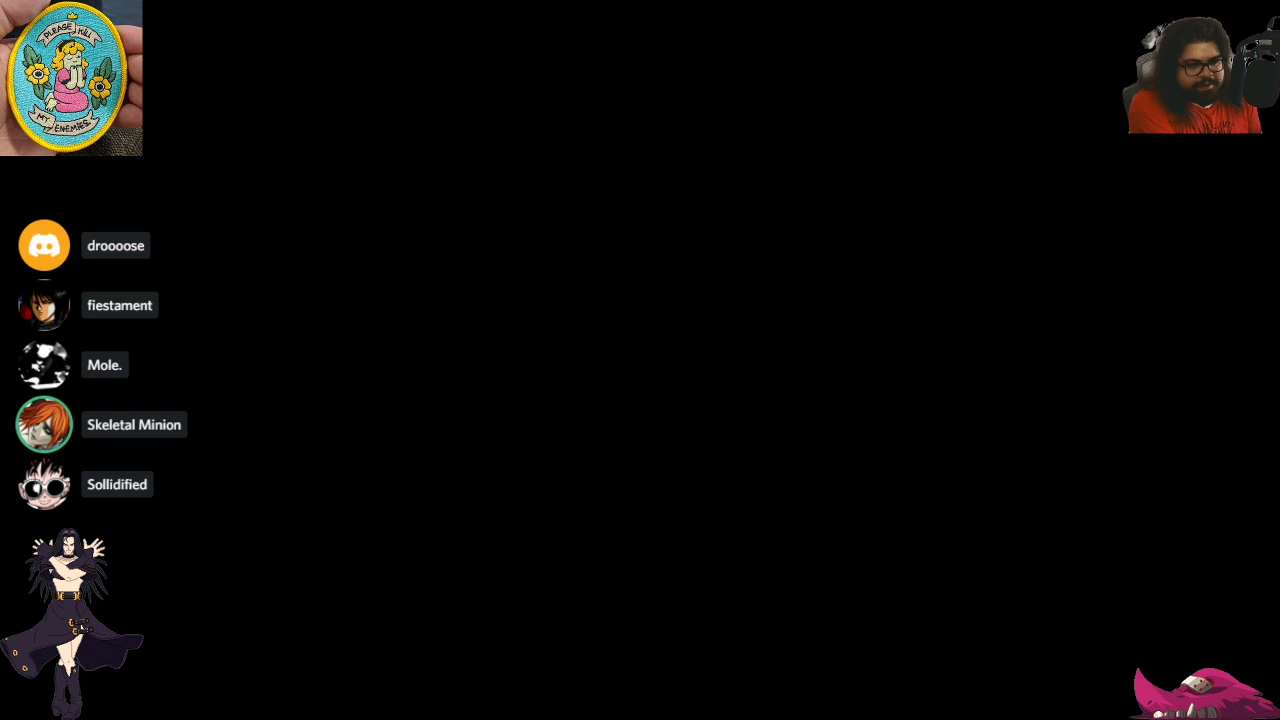 PLEASE KILL
MY ENEMIES
droooose
fiestament
Mole.
Skeletal Minion
Sollidified